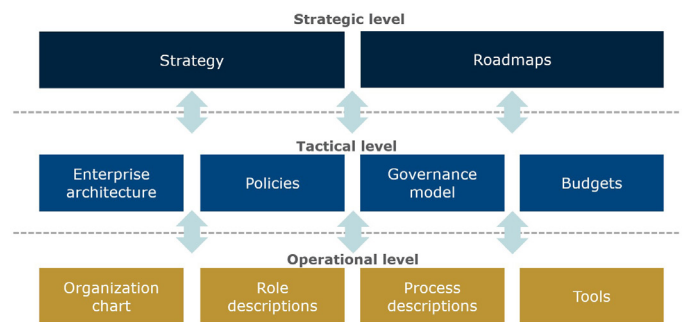 Strategic level
Strategy
Roadmaps
Tactical level
Enterprise
architecture
Policies
Governance
model
Budgets
Operational level
Organization
chart
Role
descriptions
Process
descriptions
Tools